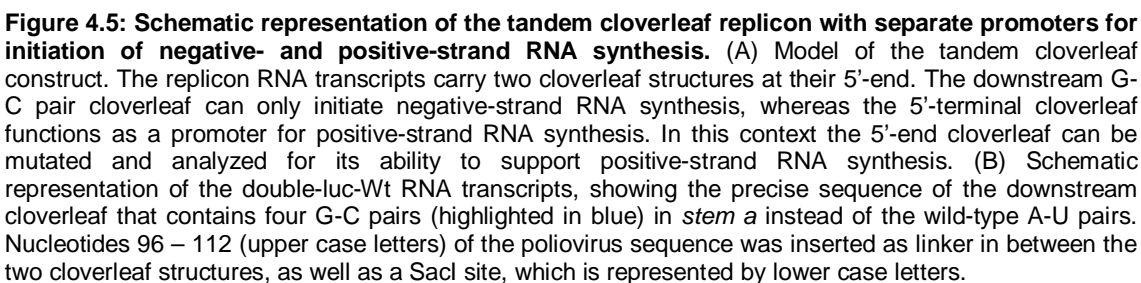 Figure 4.5: Schematic representation of the tandem cloverleaf replicon with separate promoters for
initiation of negative- and positive-strand RNA synthesis. (A) Model of the tandem cloverleaf
construct. The replicon RNA transcripts carry two cloverleaf structures at their 5'-end. The downstream G-
C pair cloverleaf can only initiate negative-strand RNA synthesis, whereas the 5'-terminal cloverleaf
functions as a promoter for positive-strand RNA synthesis. In this context the 5'-end cloverleaf can be
mutated and analyzed for its ability to support positive-strand RNA synthesis. (B) Schematic
representation of the double-luc-Wt RNA transcripts, showing the precise sequence of the downstream
cloverleaf that contains four G-C pairs (highlighted in blue) in stem a instead of the wild-type A-U pairs.
Nucleotides 96 – 112 (upper case letters) of the poliovirus sequence was inserted as linker in between the
two cloverleaf structures, as well as a SacI site, which is represented by lower case letters.